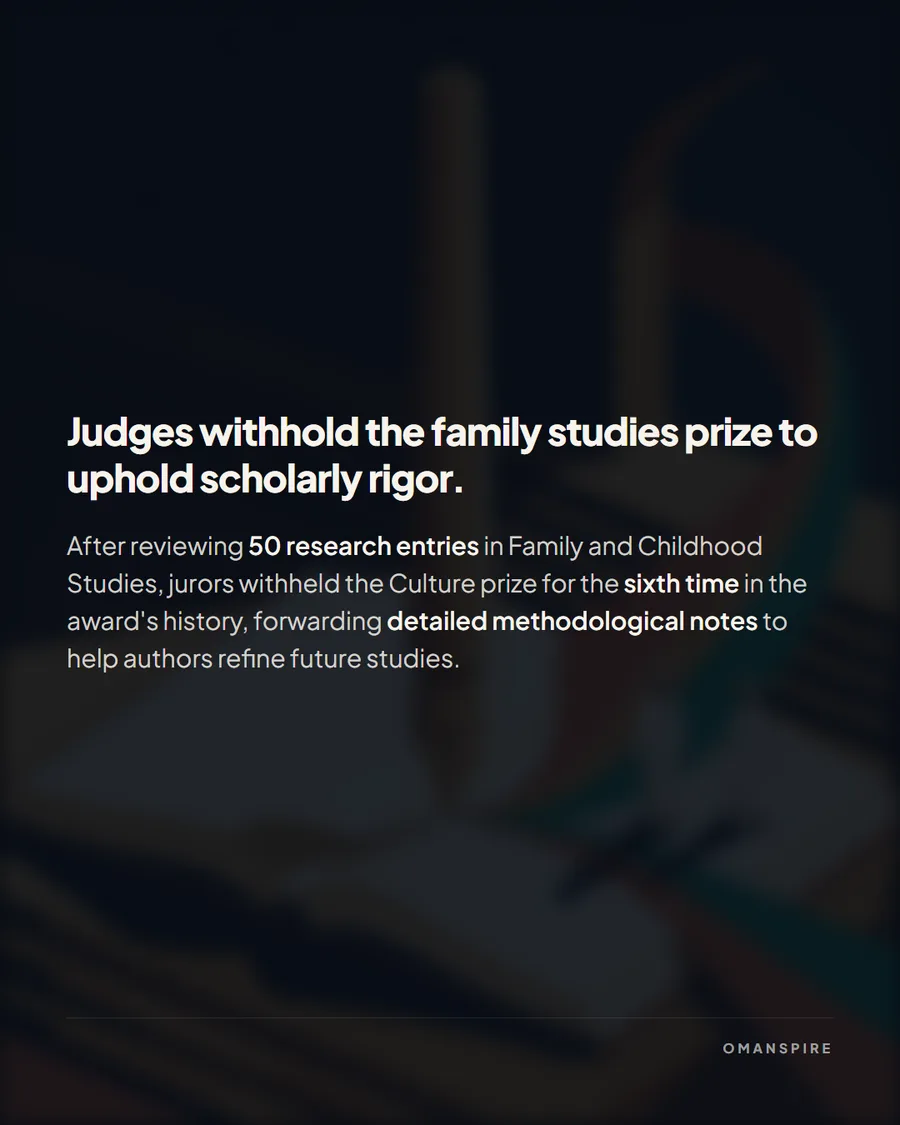 Judges withhold the family studies prize to
uphold scholarly rigor.
After reviewing 50 research entries in Family and Childhood
Studies, jurors withheld the Culture prize for the sixth time in the
award's history, forwarding detailed methodological notes to
help authors refine future studies.
OMANSPIRE